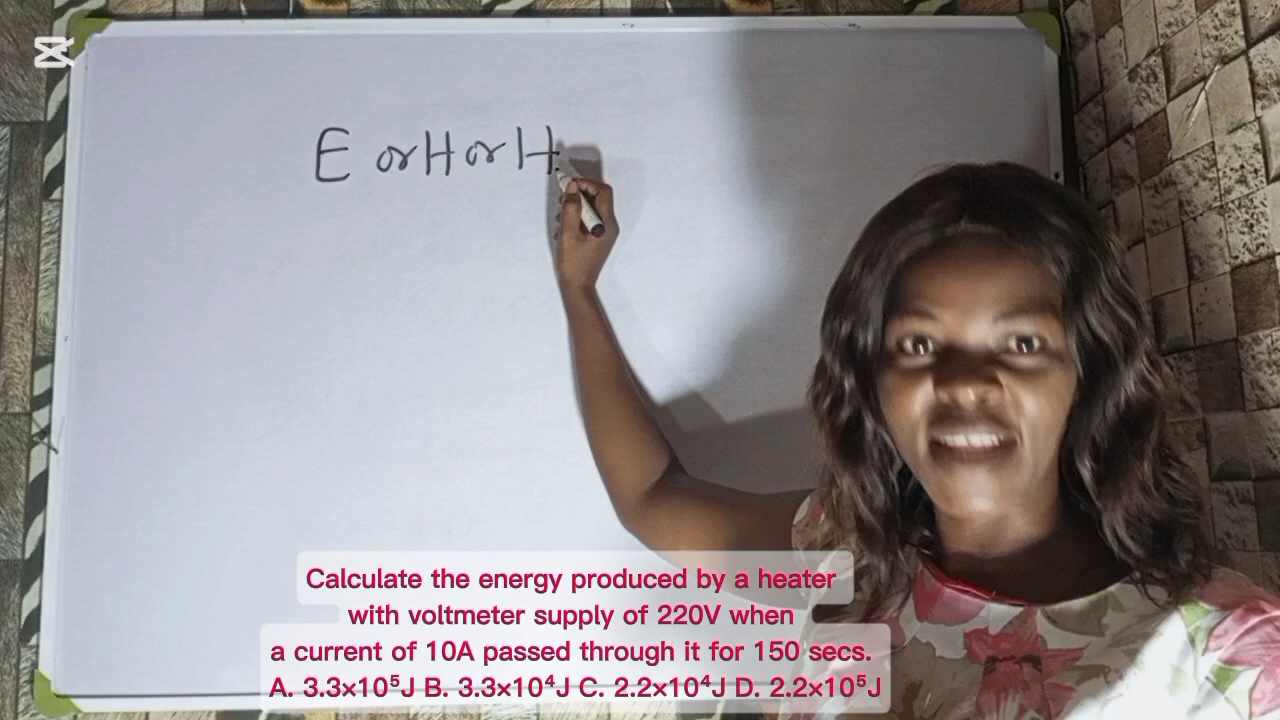 E or H or H
Calculate the energy produced by a heater
with voltmeter supply of 220V when
a current of 10A passed through it for 150 secs.
A. 3.3×10⁵J B. 3.3×10⁴J C. 2.2×10⁴J D. 2.2×10⁵J